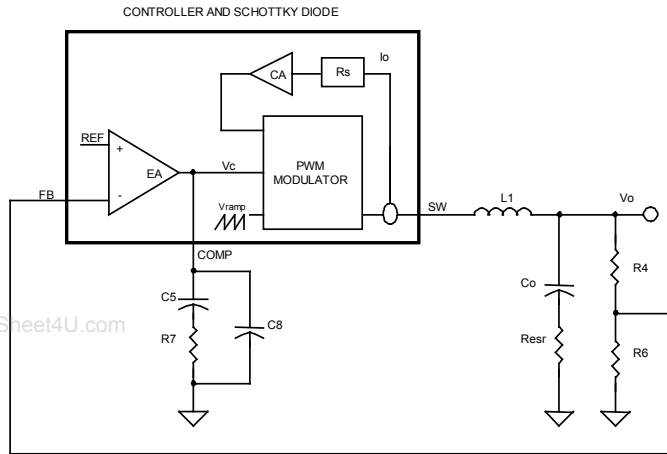 CONTROLLER AND SCHOTTKY DIODE
Io
CA
Rs
REF
+
EA
Vc
PWM
MODULATOR
FB
-
Vramp
SW
L1
Vo
COMP
R4
C5
Co
Sheet4U.com
R7
C8
Resr
R6